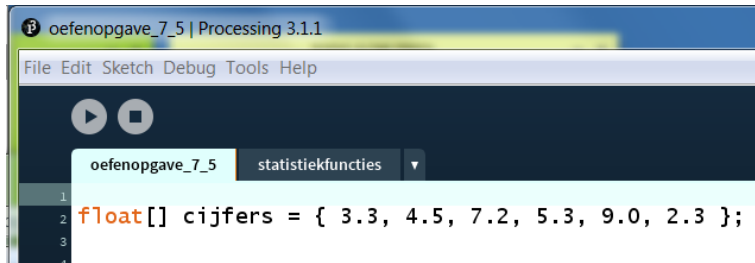 oefenopgave_7_5 | Processing 3.1.1
File Edit Sketch Debug Tools Help
oefenopgave_7_5 statistiekfuncties ▼
1
2 float[] cijfers = { 3.3, 4.5, 7.2, 5.3, 9.0, 2.3 };
3